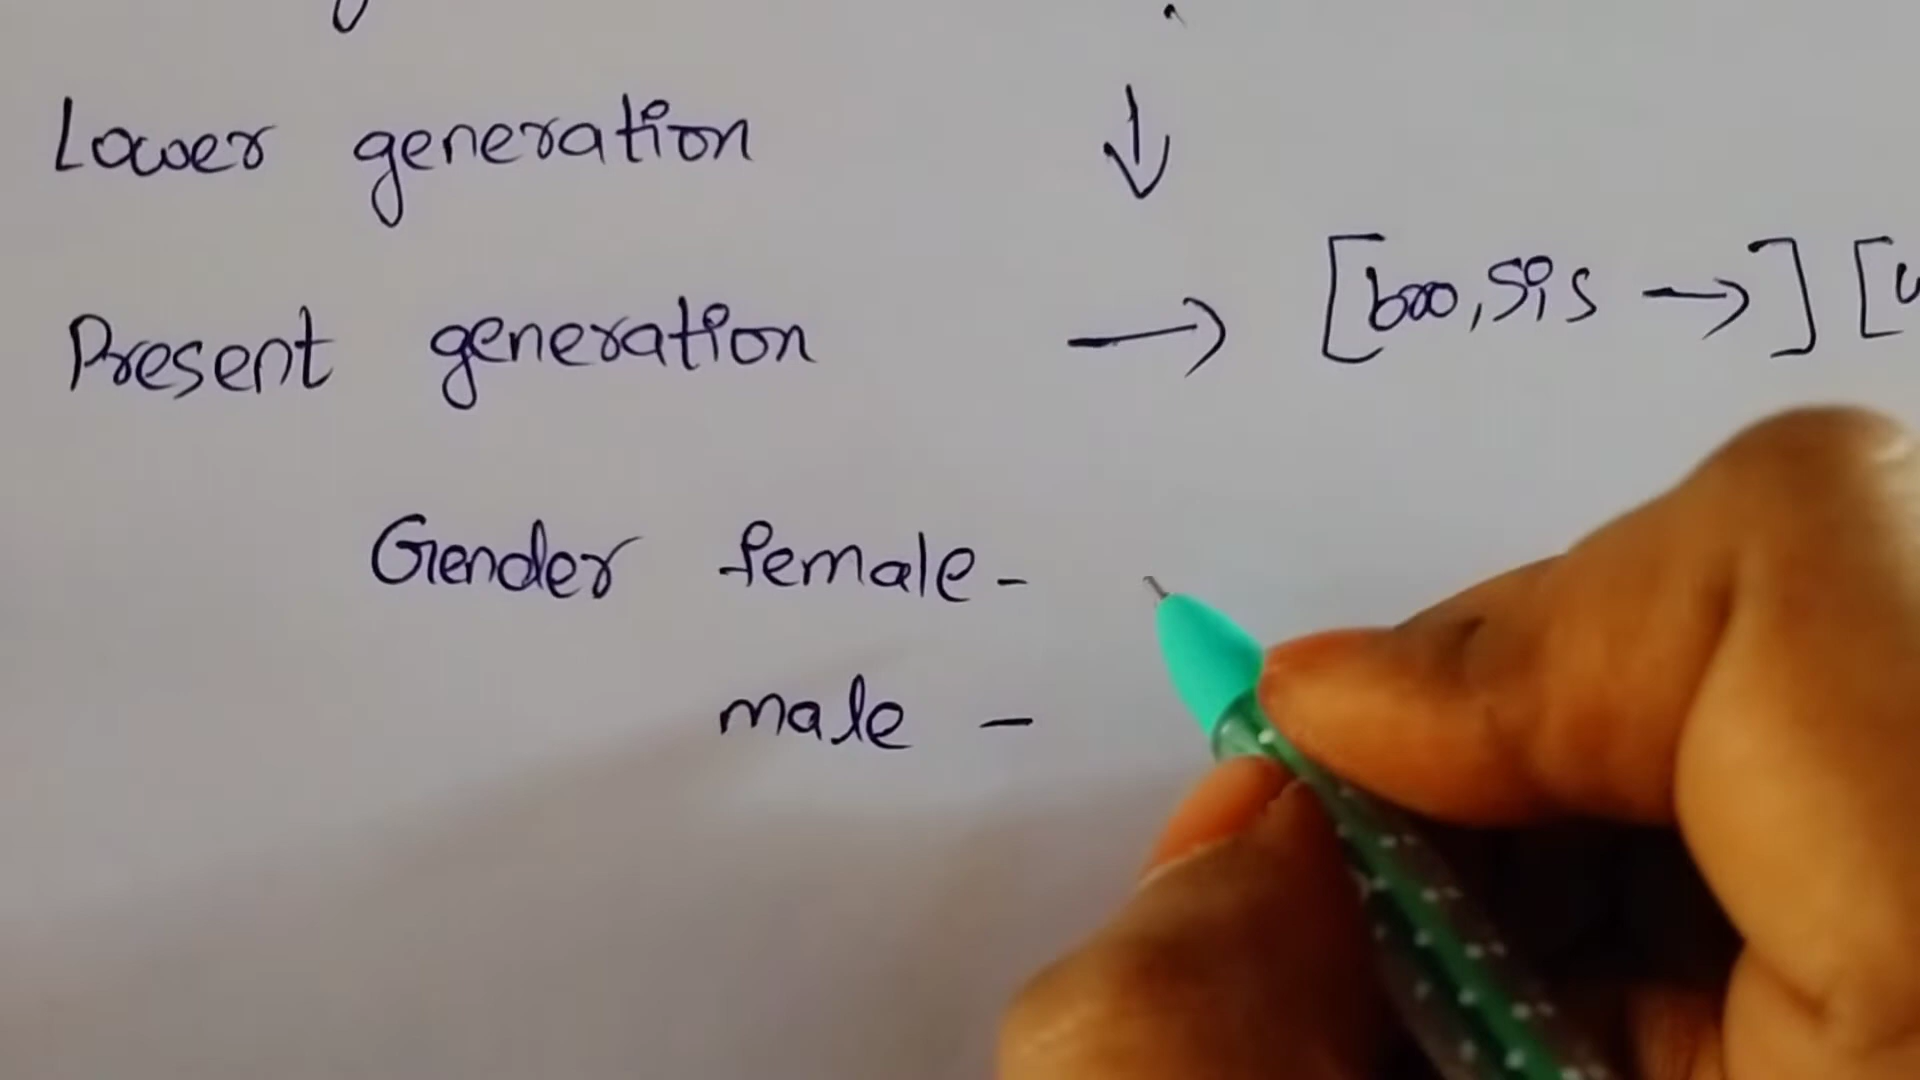 Lower generation ↓
Present generation → [bro, Sis →] [
Gender female -
male -